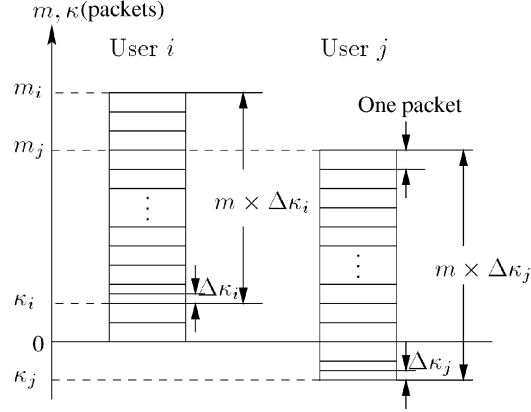 m, κ(packets)
User i
User j
m_i
One packet
m_j
m × Δκ_i
m × Δκ_j
Δκ_i
κ_i
0
Δκ_j
κ_j